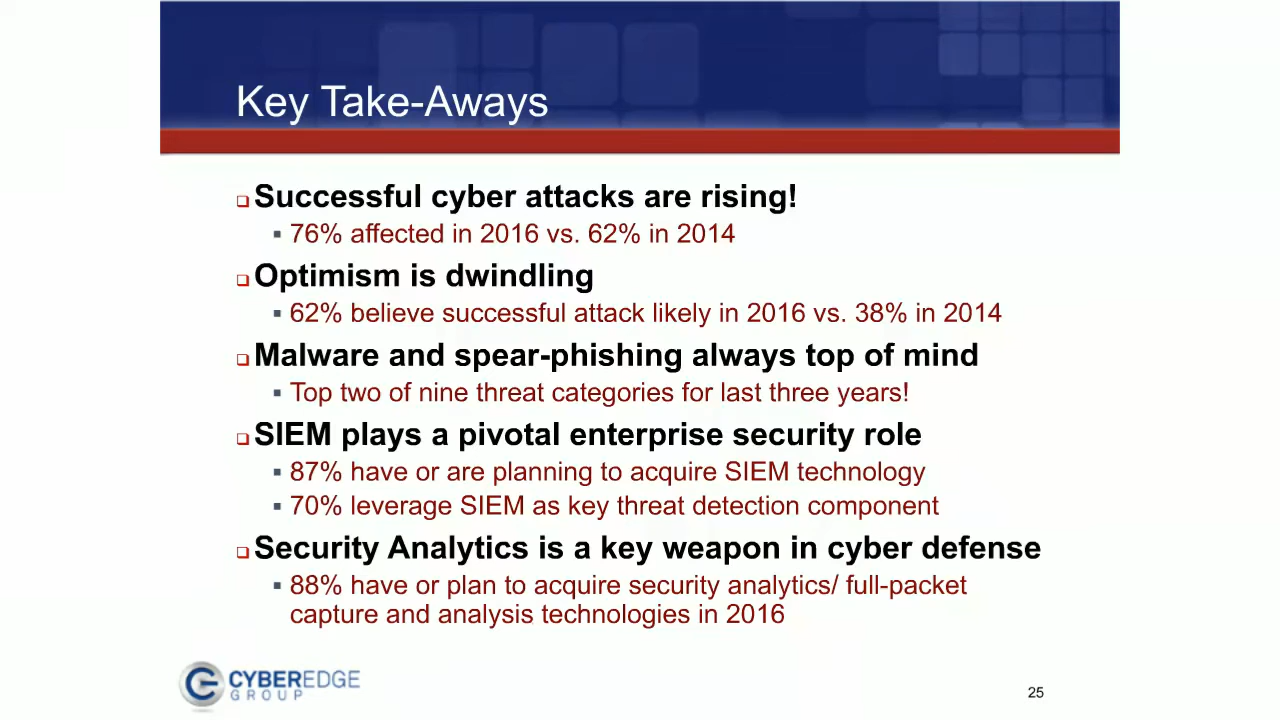 Key Take-Aways
Successful cyber attacks are rising!
76% affected in 2016 vs. 62% in 2014
Optimism is dwindling
62% believe successful attack likely in 2016 vs. 38% in 2014
Malware and spear-phishing always top of mind
Top two of nine threat categories for last three years!
SIEM plays a pivotal enterprise security role
87% have or are planning to acquire SIEM technology
70% leverage SIEM as key threat detection component
Security Analytics is a key weapon in cyber defense
88% have or plan to acquire security analytics/ full-packet
capture and analysis technologies in 2016
CYBEREDGE
GROUP
25